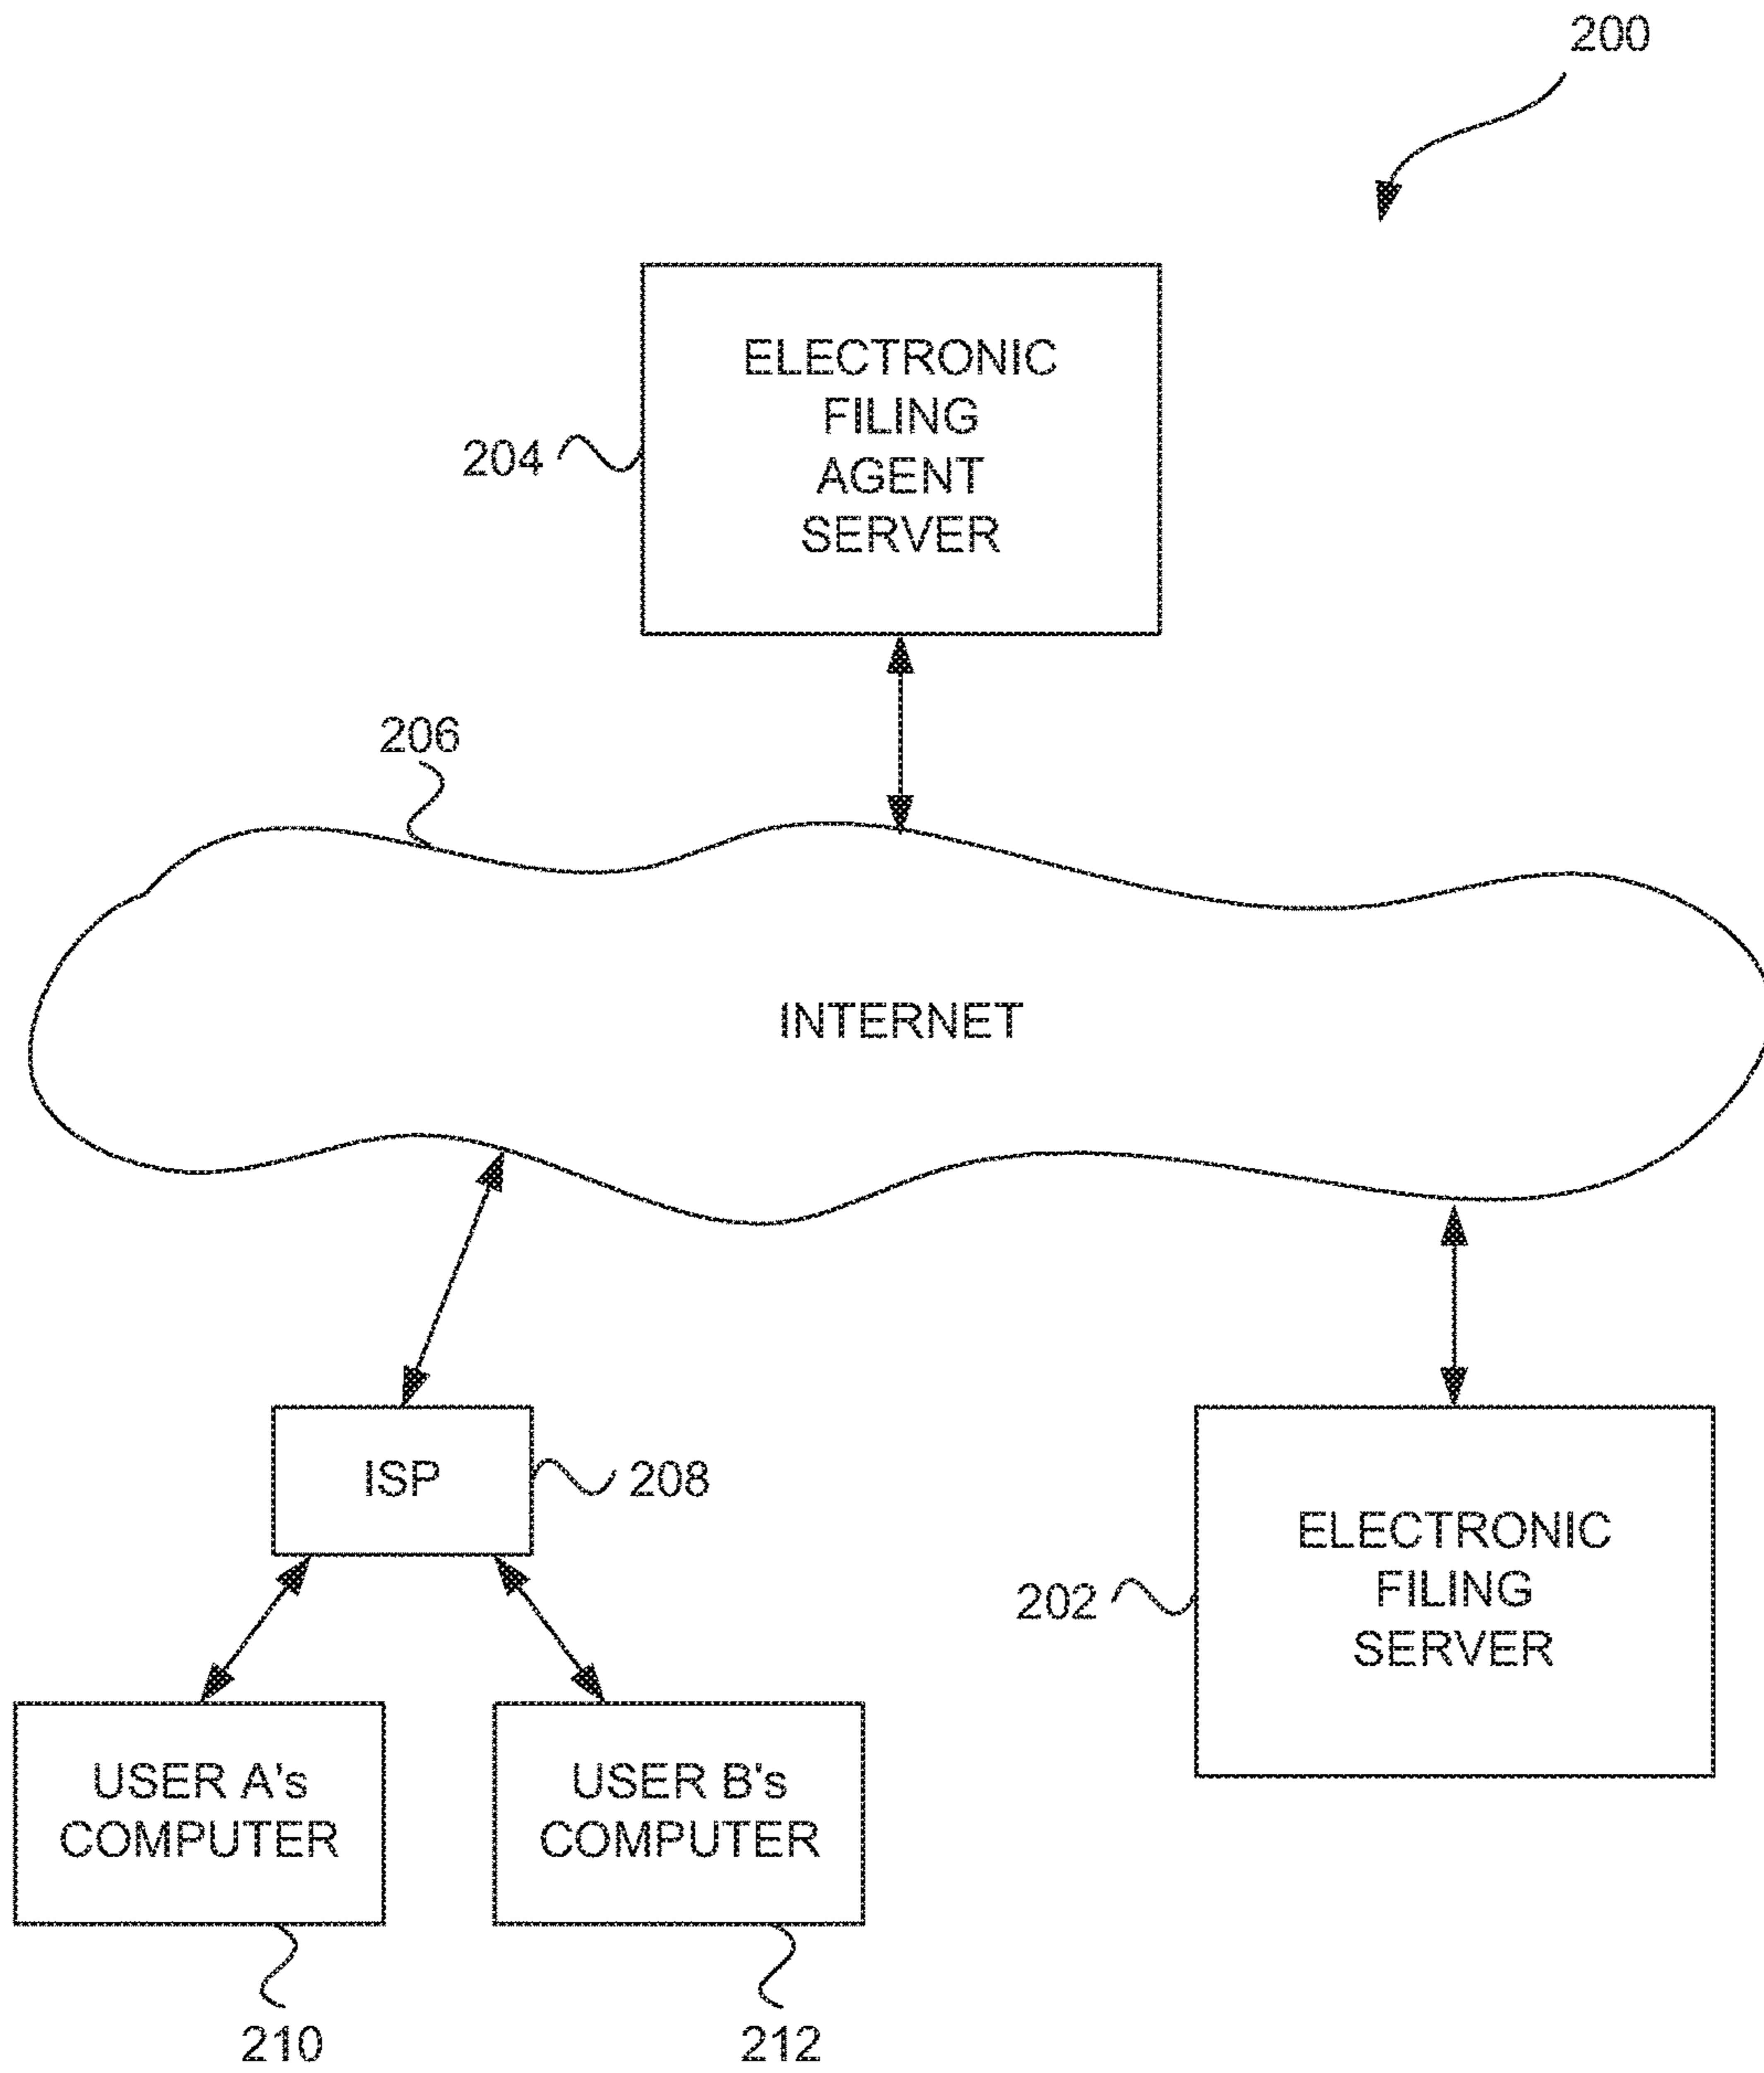 200
ELECTRONIC
FILING
AGENT
SERVER
204
206
INTERNET
ISP
208
ELECTRONIC
FILING
SERVER
202
USER A's
COMPUTER
USER B's
COMPUTER
210
212